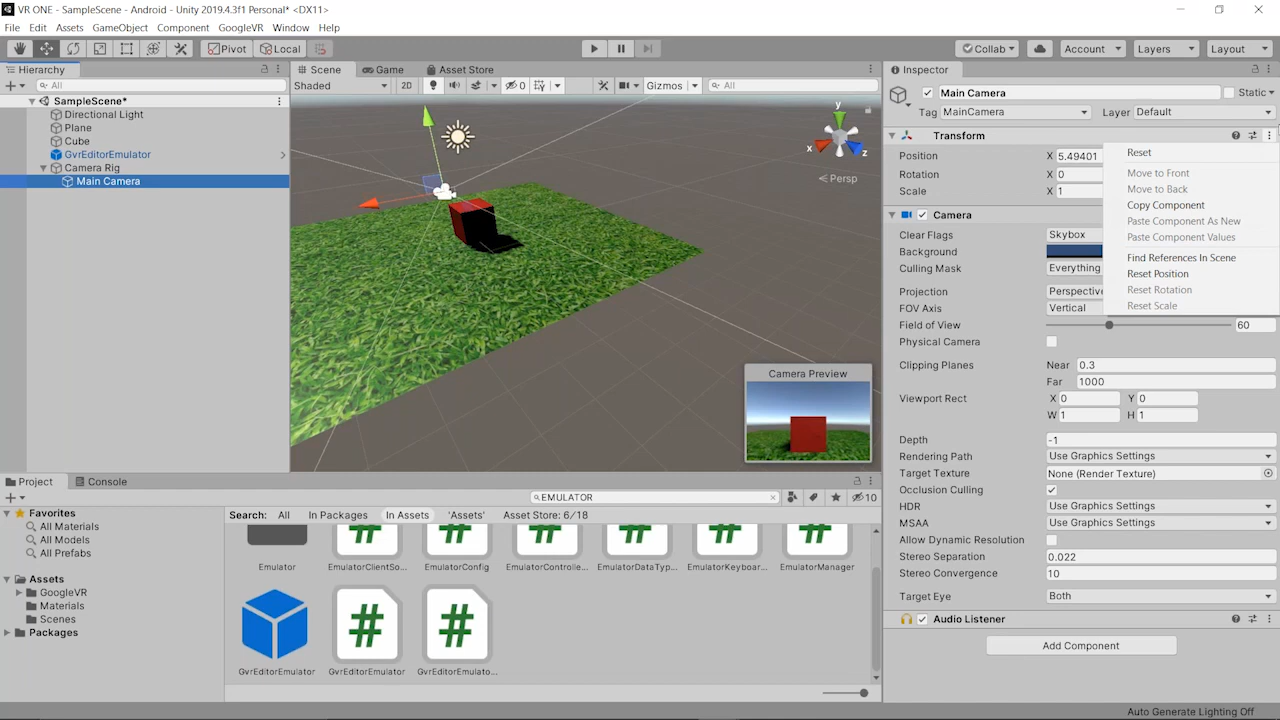 VR ONE - SampleScene - Android - Unity 2019.4.3f1 Personal* <DX11>
File Edit Assets GameObject Component GoogleVR Window Help
Pivot Local Collab Account Layers Layout
Hierarchy
All
SampleScene*
Directional Light
Plane
Cube
GvrEditorEmulator
Camera Rig
Main Camera
Scene Game Asset Store
Shaded 2D 0 Gizmos All
y
x
z
Persp
Camera Preview
Inspector
Main Camera Static
Tag MainCamera Layer Default
Transform
Position X 5.49401
Rotation X 0
Scale X 1
Reset
Move to Front
Move to Back
Copy Component
Paste Component As New
Paste Component Values
Find References In Scene
Reset Position
Reset Rotation
Reset Scale
Camera
Clear Flags Skybox
Background
Culling Mask Everything
Projection Perspective
FOV Axis Vertical
Field of View 60
Physical Camera
Clipping Planes Near 0.3
Far 1000
Viewport Rect X 0 Y 0
W 1 H 1
Depth -1
Rendering Path Use Graphics Settings
Target Texture None (Render Texture)
Occlusion Culling
HDR Use Graphics Settings
MSAA Use Graphics Settings
Allow Dynamic Resolution
Stereo Separation 0.022
Stereo Convergence 10
Target Eye Both
Audio Listener
Add Component
Project Console
EMULATOR 10
Favorites
All Materials
All Models
All Prefabs
Assets
GoogleVR
Materials
Scenes
Packages
Search: All In Packages In Assets 'Assets' Asset Store: 6/18
Emulator EmulatorClientSo... EmulatorConfig EmulatorControlle... EmulatorDataTyp... EmulatorKeyboar... EmulatorManager
GvrEditorEmulator GvrEditorEmulator GvrEditorEmulato...
Auto Generate Lighting Off